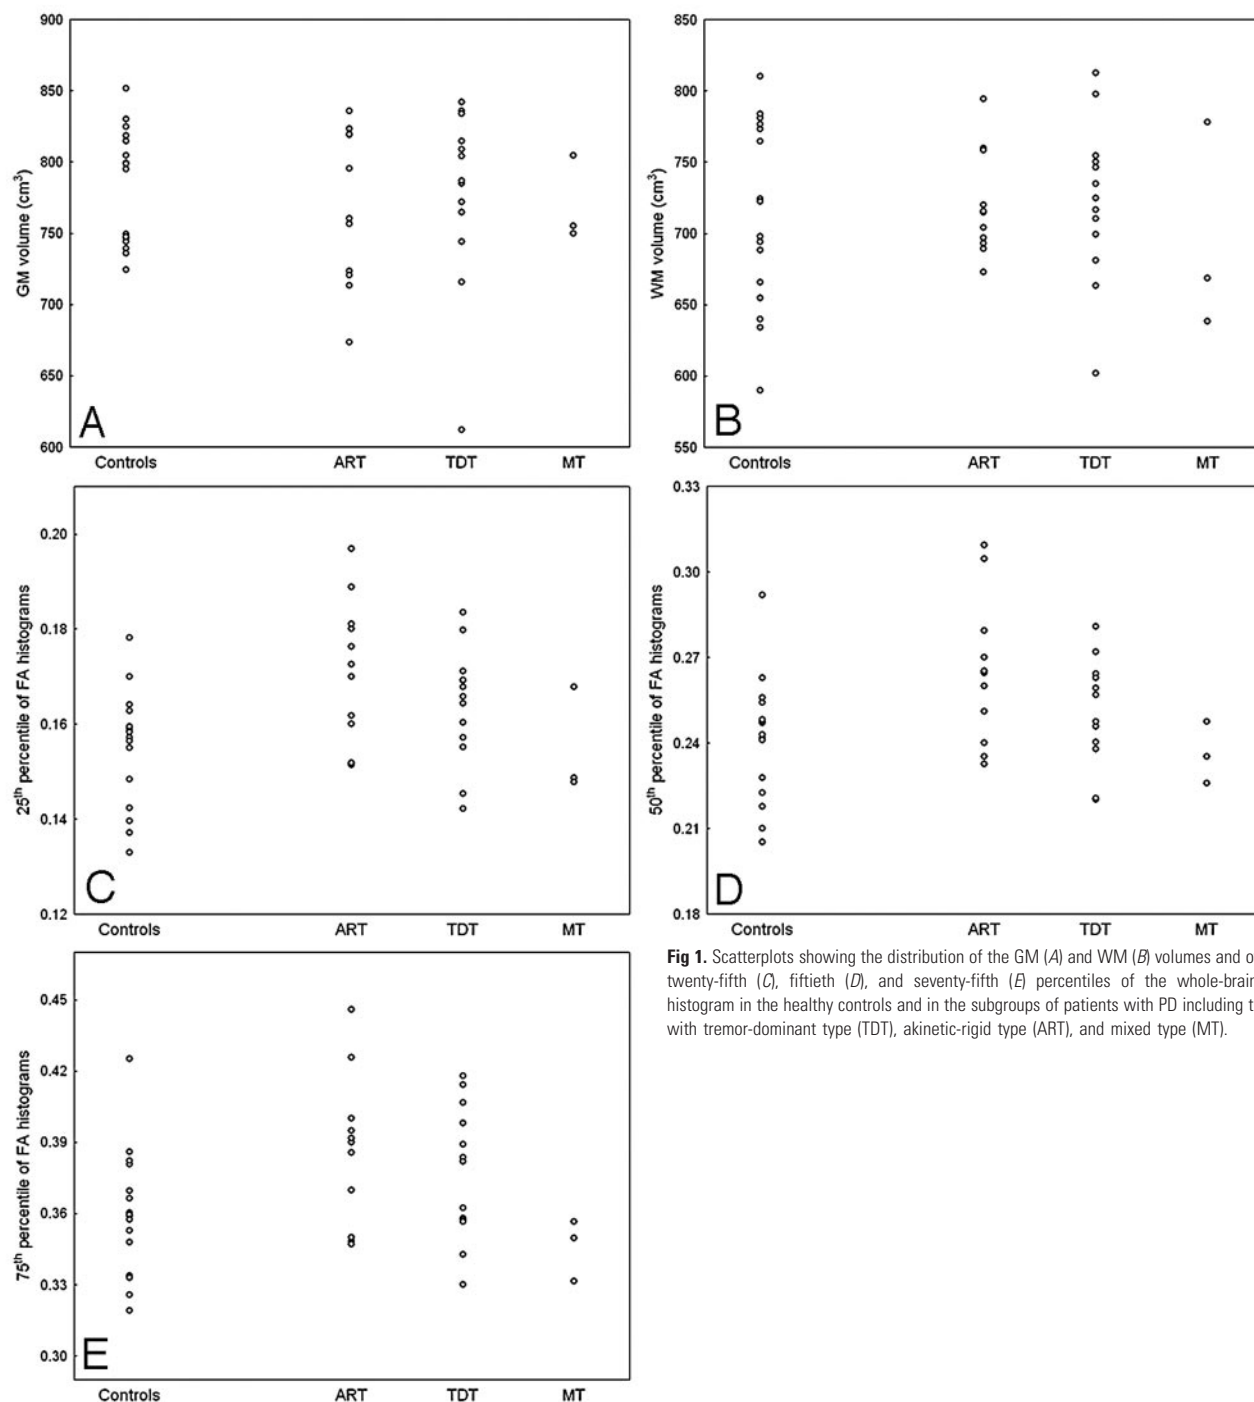 900
850
800
750
700
650
600
GM volume (cm³)
A
Controls ART TDT MT
850
800
750
700
650
600
550
WM volume (cm³)
B
Controls ART TDT MT
0.20
0.18
0.16
0.14
0.12
25th percentile of FA histograms
C
Controls ART TDT MT
0.33
0.30
0.27
0.24
0.21
0.18
50th percentile of FA histograms
D
Controls ART TDT MT
0.45
0.42
0.39
0.36
0.33
0.30
75th percentile of FA histograms
E
Controls ART TDT MT
Fig 1. Scatterplots showing the distribution of the GM (A) and WM (B) volumes and o
twenty-fifth (C), fiftieth (D), and seventy-fifth (E) percentiles of the whole-brain
histogram in the healthy controls and in the subgroups of patients with PD including t
with tremor-dominant type (TDT), akinetic-rigid type (ART), and mixed type (MT).